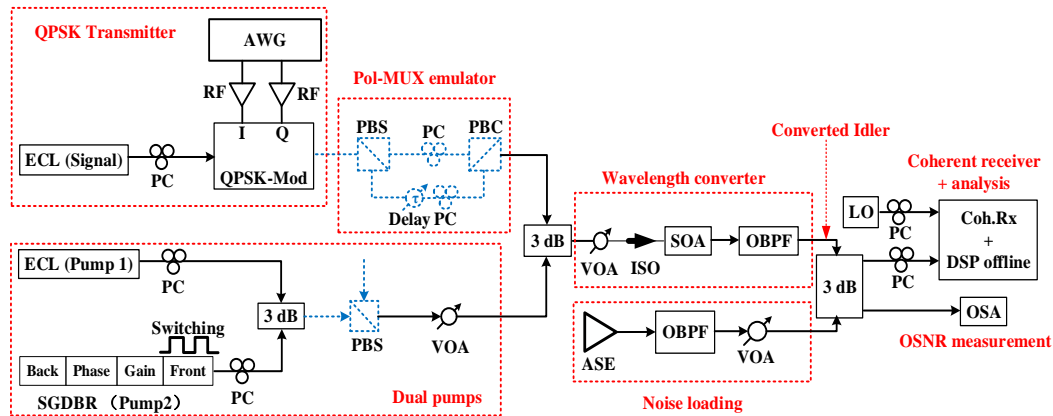 QPSK Transmitter
AWG
RF
RF
I
Q
ECL (Signal)
PC
QPSK-Mod
Pol-MUX emulator
PBS
PC
PBC
τ
Delay
PC
ECL (Pump 1)
PC
3 dB
Switching
Back
Phase
Gain
Front
PC
SGDBR (Pump2)
PBS
VOA
Dual pumps
3 dB
Wavelength converter
VOA
ISO
SOA
OBPF
Converted Idler
ASE
OBPF
VOA
Noise loading
3 dB
Coherent receiver
+ analysis
LO
PC
PC
Coh.Rx
+
DSP offline
OSA
OSNR measurement